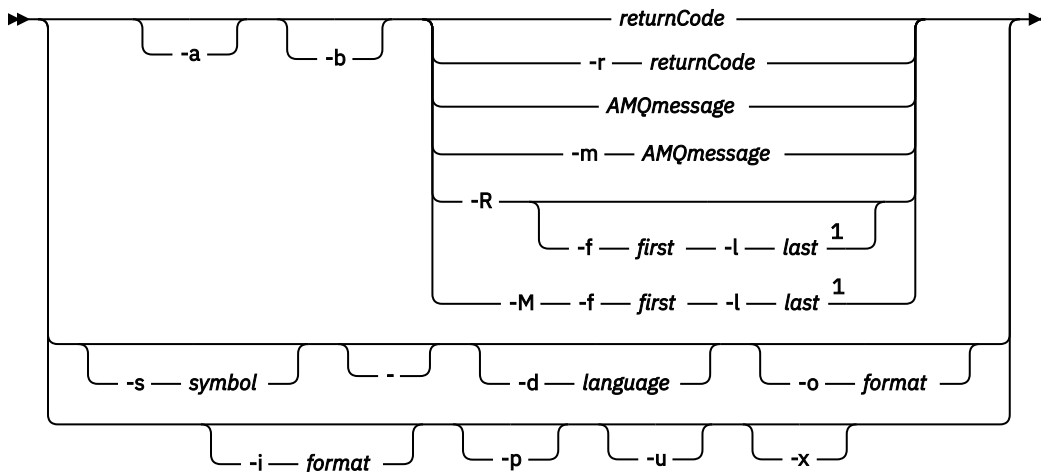 returnCode
-a -b
-r returnCode
AMQmessage
-m AMQmessage
-R
-f first -l last 1
-M -f first -l last 1
-s symbol - -d language -o format
-i format -p -u -x